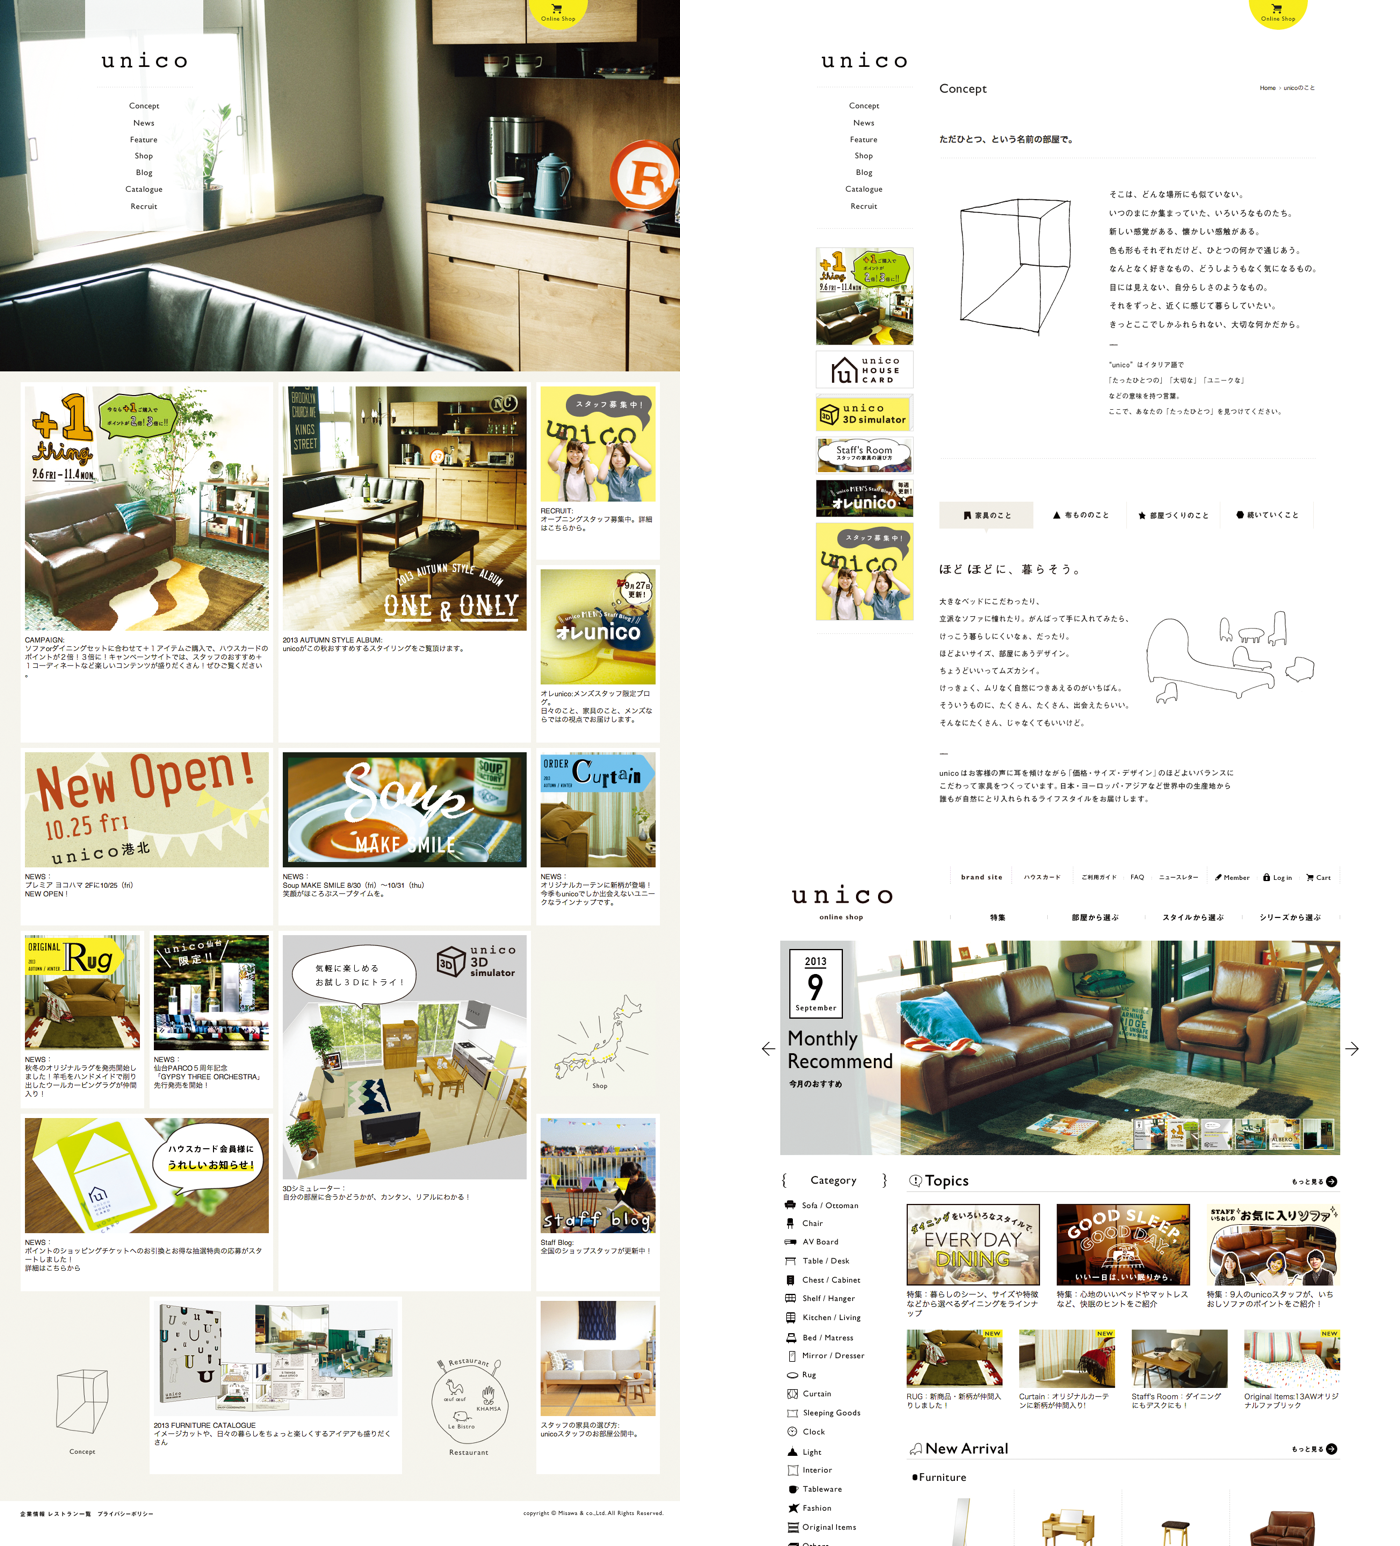 Online Shop
unico
Concept
News
Feature
Shop
Blog
Catalogue
Recruit
R
+1
thing
9.6 FRI – 11.4 MON
今なら+1ご購入で
ポイントが
2倍!3倍に!!
CAMPAIGN:
ソファorダイニングセットに合わせて＋１アイテムご購入で、ハウスカードの
ポイントが２倍！３倍に！キャンペーンサイトでは、スタッフのおすすめ＋
１コーディネートなど楽しいコンテンツが盛りだくさん！ぜひご覧ください
。
BROOKLYN
CHURCH AVE
KINGS
STREET
NC
2013 AUTUMN STYLE ALBUM
ONE & ONLY
2013 AUTUMN STYLE ALBUM:
unicoがこの秋おすすめするスタイリングをご覧頂けます。
スタッフ募集中！
unico
RECRUIT:
オープニングスタッフ募集中。詳細
はこちらから。
9月27日
更新!
unico MEN'S Staff Blog
オレunico
オレunico:メンズスタッフ限定ブロ
グ。
日々のこと、家具のこと、メンズな
らではの視点でお届けします。
New Open!
10.25 fri
unico港北
NEWS：
プレミア ヨコハマ 2Fに10/25（fri）
NEW OPEN！
SOUP
FACTORY
Soup
MAKE SMILE
NEWS：
Soup MAKE SMILE 8/30（fri）〜10/31（thu）
笑顔がほころぶスープタイムを。
ORDER
2013
AUTUMN / WINTER
Curtain
NEWS：
オリジナルカーテンに新柄が登場！
今季もunicoでしか出会えないユニー
クなラインナップです。
ORIGINAL
2013
AUTUMN / WINTER
Rug
NEWS：
秋冬のオリジナルラグを発売開始し
ました！羊毛をハンドメイドで削り
出したウールカービングラグが仲間
入り！
unico仙台
限定!!
NEWS：
仙台PARCO５周年記念
「GYPSY THREE ORCHESTRA」
先行発売を開始！
気軽に楽しめる
お試し３Dにトライ！
3D
unico
3D
simulator
3Dシミュレーター：
自分の部屋に合うかどうかが、カンタン、リアルにわかる！
Shop
ハウスカード会員様に
うれしいお知らせ!
NEWS：
ポイントのショッピングチケットへのお引換とお得な抽選特典の応募がスタ
ートしました！
詳細はこちらから
staff blog
Staff Blog:
全国のショップスタッフが更新中！
Concept
unico
2013 FURNITURE CATALOGUE
イメージカットや、日々の暮らしをちょっと楽しくするアイデアも盛りだく
さん
Restaurant
œuf œuf
KHAMSA
Le Bistro
Restaurant
スタッフの家具の選び方:
unicoスタッフのお部屋公開中。
企業情報 レストラン一覧 プライバシーポリシー
copyright © Misawa & co.,Ltd. All Rights Reserved.
Online Shop
unico
Concept
News
Feature
Shop
Blog
Catalogue
Recruit
+1
thing
9.6 FRI – 11.4 MON
+1ご購入で
ポイントが
2倍!3倍に!!
unico
HOUSE
CARD
3D
unico
3D simulator
Staff's Room
スタッフの家具の選び方
unico MEN'S Staff Blog
毎週
更新!
オレunico
スタッフ募集中！
unico
Concept
Home › unicoのこと
ただひとつ、という名前の部屋で。
そこは、どんな場所にも似ていない。
いつのまにか集まっていた、いろいろなものたち。
新しい感覚がある、懐かしい感触がある。
色も形もそれぞれだけど、ひとつの何かで通じあう。
なんとなく好きなもの、どうしようもなく気になるもの。
目には見えない、自分らしさのようなもの。
それをずっと、近くに感じて暮らしていたい。
きっとここでしかふれられない、大切な何かだから。
―
"unico" はイタリア語で
「たったひとつの」「大切な」「ユニークな」
などの意味を持つ言葉。
ここで、あなたの「たったひとつ」を見つけてください。
家具のこと
布もののこと
部屋づくりのこと
続いていくこと
ほど ほどに、暮らそう。
大きなベッドにこだわったり、
立派なソファに憧れたり。がんばって手に入れてみたら、
けっこう暮らしにくいなぁ、だったり。
ほどよいサイズ、部屋にあうデザイン。
ちょうどいいってムズカシイ。
けっきょく、ムリなく自然につきあえるのがいちばん。
そういうものに、たくさん、たくさん、出会えたらいい。
そんなにたくさん、じゃなくてもいいけど。
―
unico はお客様の声に耳を傾けながら「価格・サイズ・デザイン」のほどよいバランスに
こだわって家具をつくっています。日本・ヨーロッパ・アジアなど世界中の生産地から
誰もが自然にとり入れられるライフスタイルをお届けします。
unico
online shop
brand site
ハウスカード
ご利用ガイド
FAQ
ニュースレター
Member
Log in
Cart
特集
部屋から選ぶ
スタイルから選ぶ
シリーズから選ぶ
2013
9
September
Monthly
Recommend
今月のおすすめ
Category
Sofa / Ottoman
Chair
AV Board
Table / Desk
Chest / Cabinet
Shelf / Hanger
Kitchen / Living
Bed / Matress
Mirror / Dresser
Rug
Curtain
Sleeping Goods
Clock
Light
Interior
Tableware
Fashion
Original Items
Others
Topics
もっと見る
ダイニングをいろいろなスタイルで。
EVERYDAY
DINING
特集：暮らしのシーン、サイズや特徴
などから選べるダイニングをラインナ
ップ
GOOD SLEEP,
GOOD DAY.
いい一日は、いい眠りから。
特集：心地のいいベッドやマットレス
など、快眠のヒントをご紹介
STAFF
いちおしの
お気に入りソファ
特集：9人のunicoスタッフが、いち
おしソファのポイントをご紹介！
NEW
RUG：新商品・新柄が仲間入
りしました！
NEW
Curtain：オリジナルカーテ
ンに新柄が仲間入り!
Staff's Room：ダイニング
にもデスクにも！
NEW
Original Items:13AWオリジ
ナルファブリック
New Arrival
もっと見る
Furniture